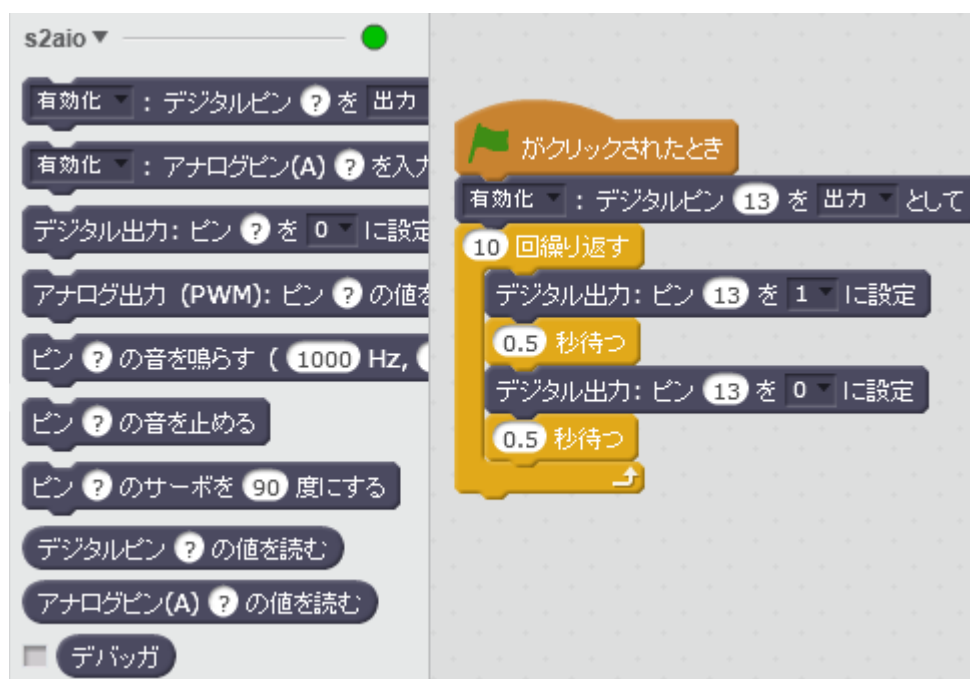 s2aio
有効化 : デジタルピン ? を 出力
有効化 : アナログピン(A) ? を入力
デジタル出力: ピン ? を 0 に設定
アナログ出力 (PWM): ピン ? の値を
ピン ? の音を鳴らす ( 1000 Hz,
ピン ? の音を止める
ピン ? のサーボを 90 度にする
デジタルピン ? の値を読む
アナログピン(A) ? の値を読む
デバッガ
がクリックされたとき
有効化 : デジタルピン 13 を 出力 として
10 回繰り返す
デジタル出力: ピン 13 を 1 に設定
0.5 秒待つ
デジタル出力: ピン 13 を 0 に設定
0.5 秒待つ